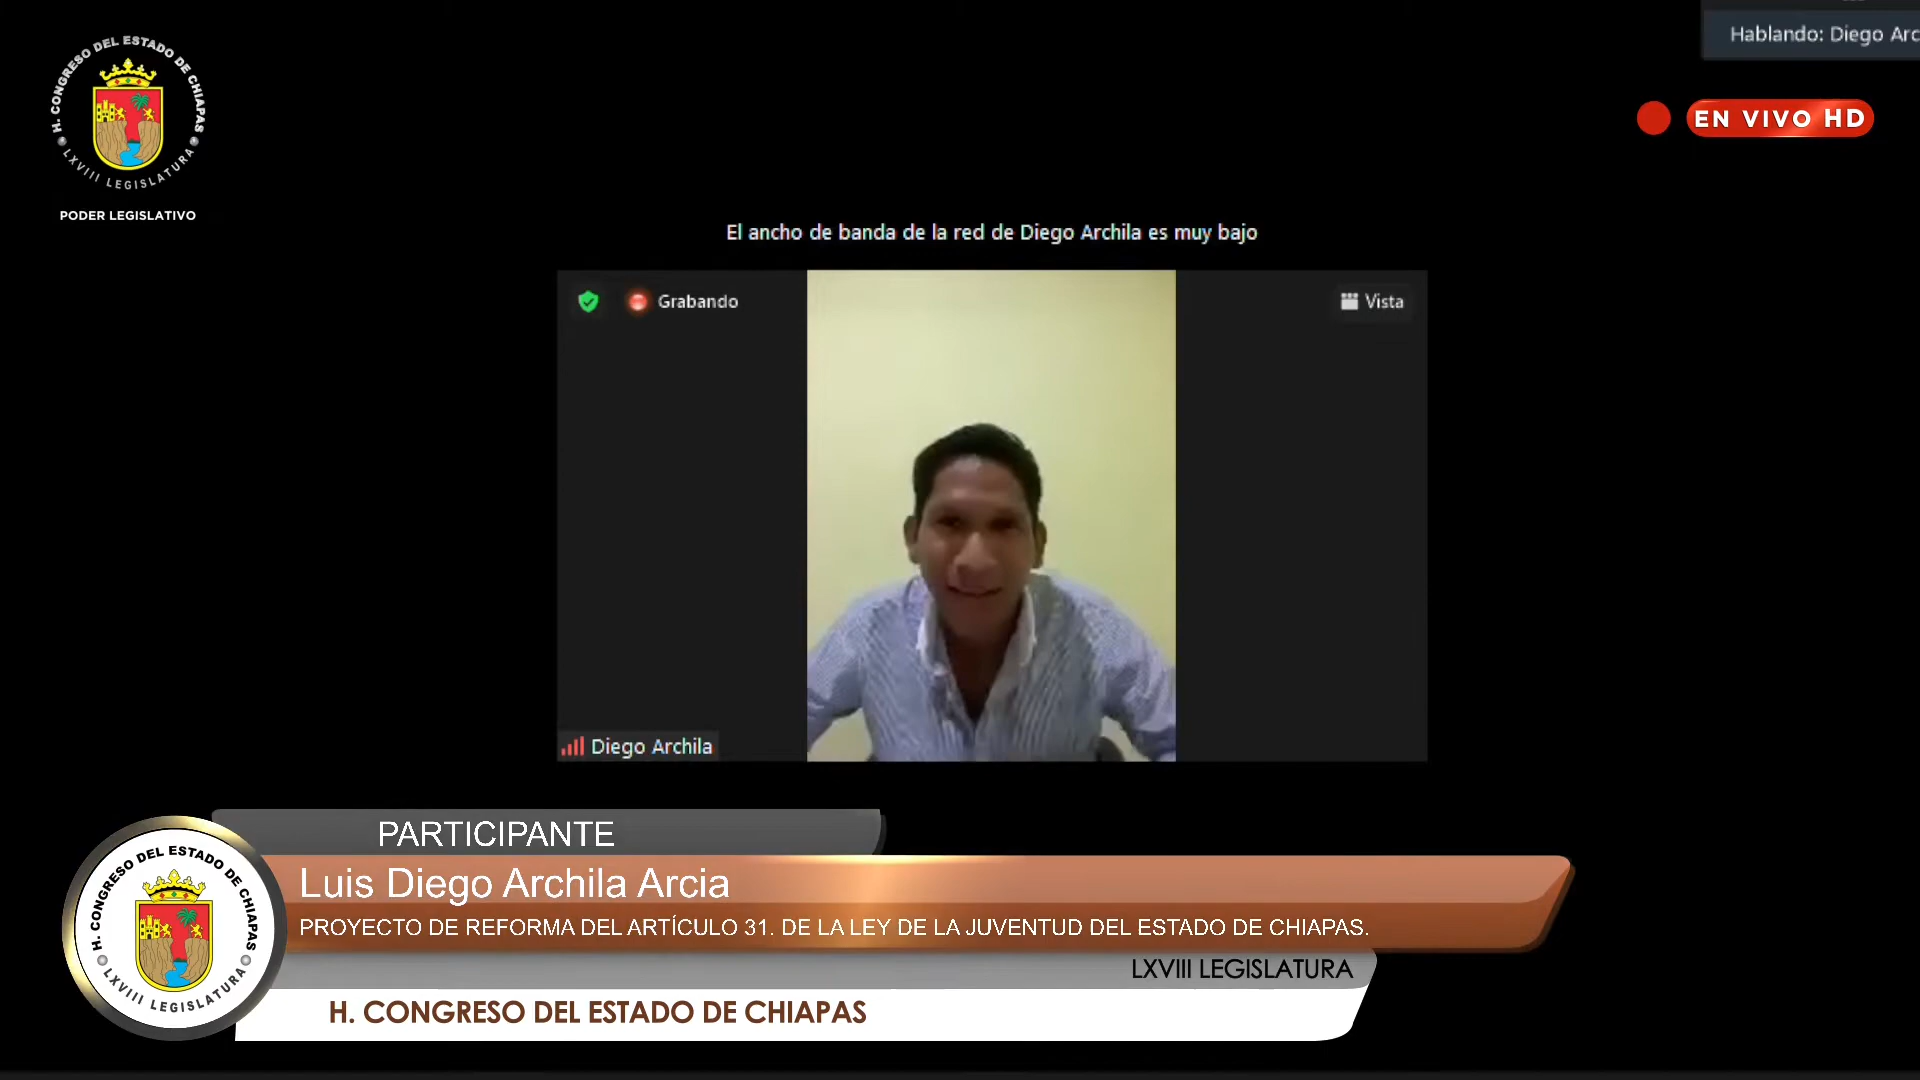 H. CONGRESO DEL ESTADO DE CHIAPAS
LXVIII LEGISLATURA
PODER LEGISLATIVO
Hablando: Diego Arc
EN VIVO HD
El ancho de banda de la red de Diego Archila es muy bajo
Grabando
Vista
Diego Archila
PARTICIPANTE
Luis Diego Archila Arcia
PROYECTO DE REFORMA DEL ARTÍCULO 31. DE LA LEY DE LA JUVENTUD DEL ESTADO DE CHIAPAS.
LXVIII LEGISLATURA
H. CONGRESO DEL ESTADO DE CHIAPAS
H. CONGRESO DEL ESTADO DE CHIAPAS
LXVIII LEGISLATURA